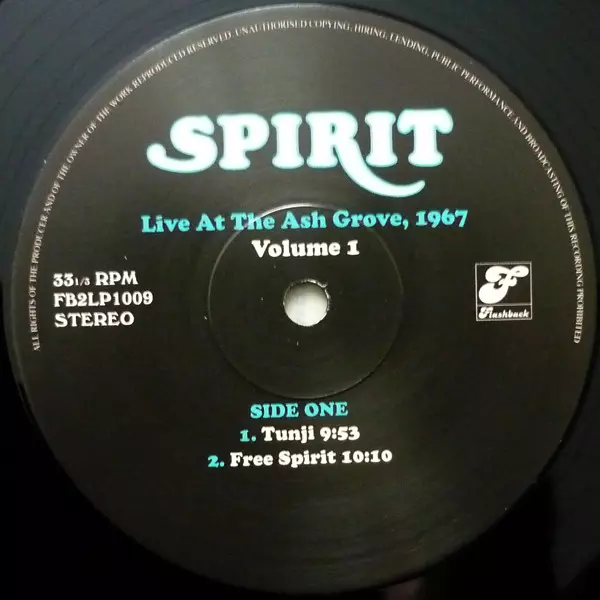 ALL RIGHTS OF THE PRODUCER AND OF THE OWNER OF THE WORK REPRODUCED RESERVED. UNAUTHORISED COPYING, HIRING, LENDING, PUBLIC PERFORMANCE AND BROADCASTING OF THIS RECORDING PROHIBITED
SPIRIT
Live At The Ash Grove, 1967
Volume 1
33 1/3 RPM
FB2LP1009
STEREO
F
Flashback
SIDE ONE
1. Tunji 9:53
2. Free Spirit 10:10